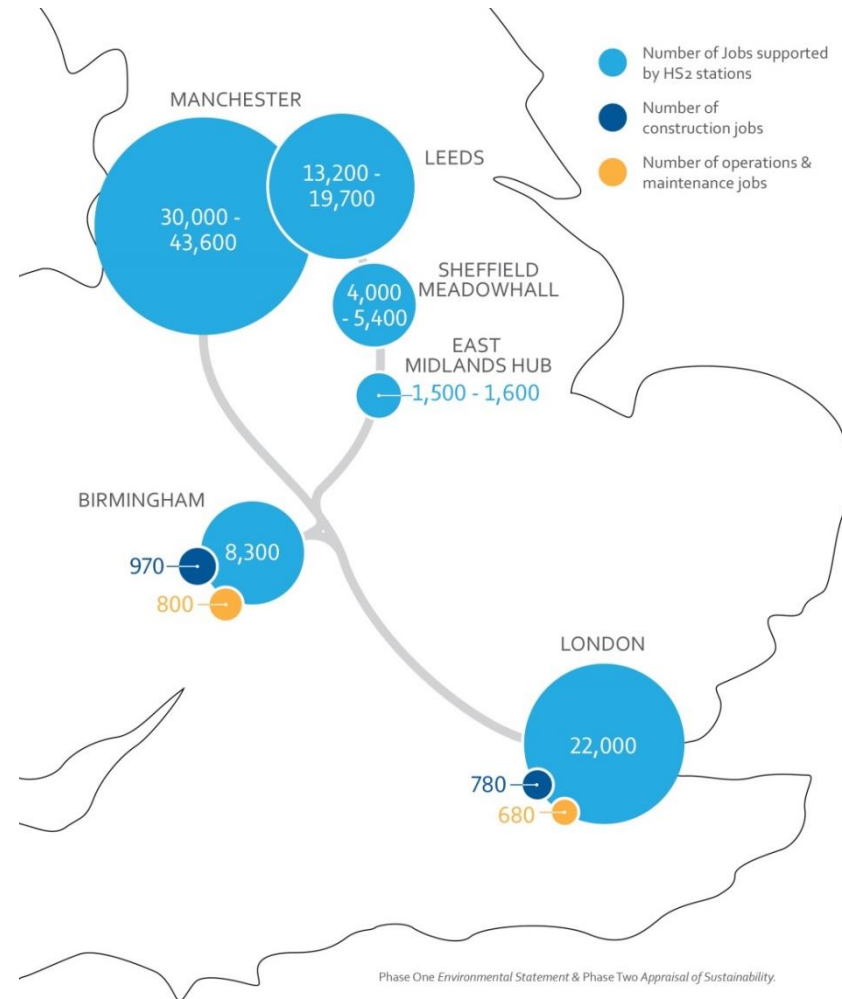 Number of Jobs supported
by HS2 stations
Number of
construction jobs
Number of operations &
maintenance jobs
MANCHESTER
30,000 -
43,600
LEEDS
13,200 -
19,700
SHEFFIELD
MEADOWHALL
4,000
- 5,400
EAST
MIDLANDS HUB
1,500 - 1,600
BIRMINGHAM
8,300
970
800
LONDON
22,000
780
680
Phase One Environmental Statement & Phase Two Appraisal of Sustainability.